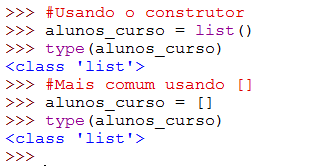 >>> #Usando o construtor
>>> alunos_curso = list()
>>> type(alunos_curso)
<class 'list'>
>>> #Mais comum usando []
>>> alunos_curso = []
>>> type(alunos_curso)
<class 'list'>
>>>